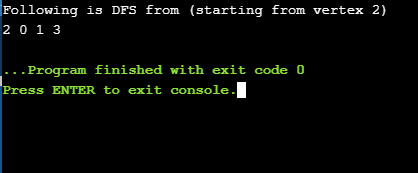 Following is DFS from (starting from vertex 2)
2 0 1 3
...Program finished with exit code 0
Press ENTER to exit console.